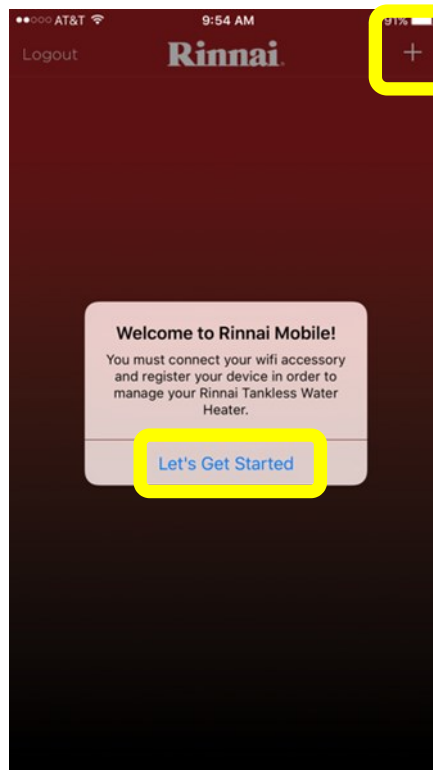 AT&T 9:54 AM 91%
Logout Rinnai. +
Welcome to Rinnai Mobile!
You must connect your wifi accessory
and register your device in order to
manage your Rinnai Tankless Water
Heater.
Let's Get Started